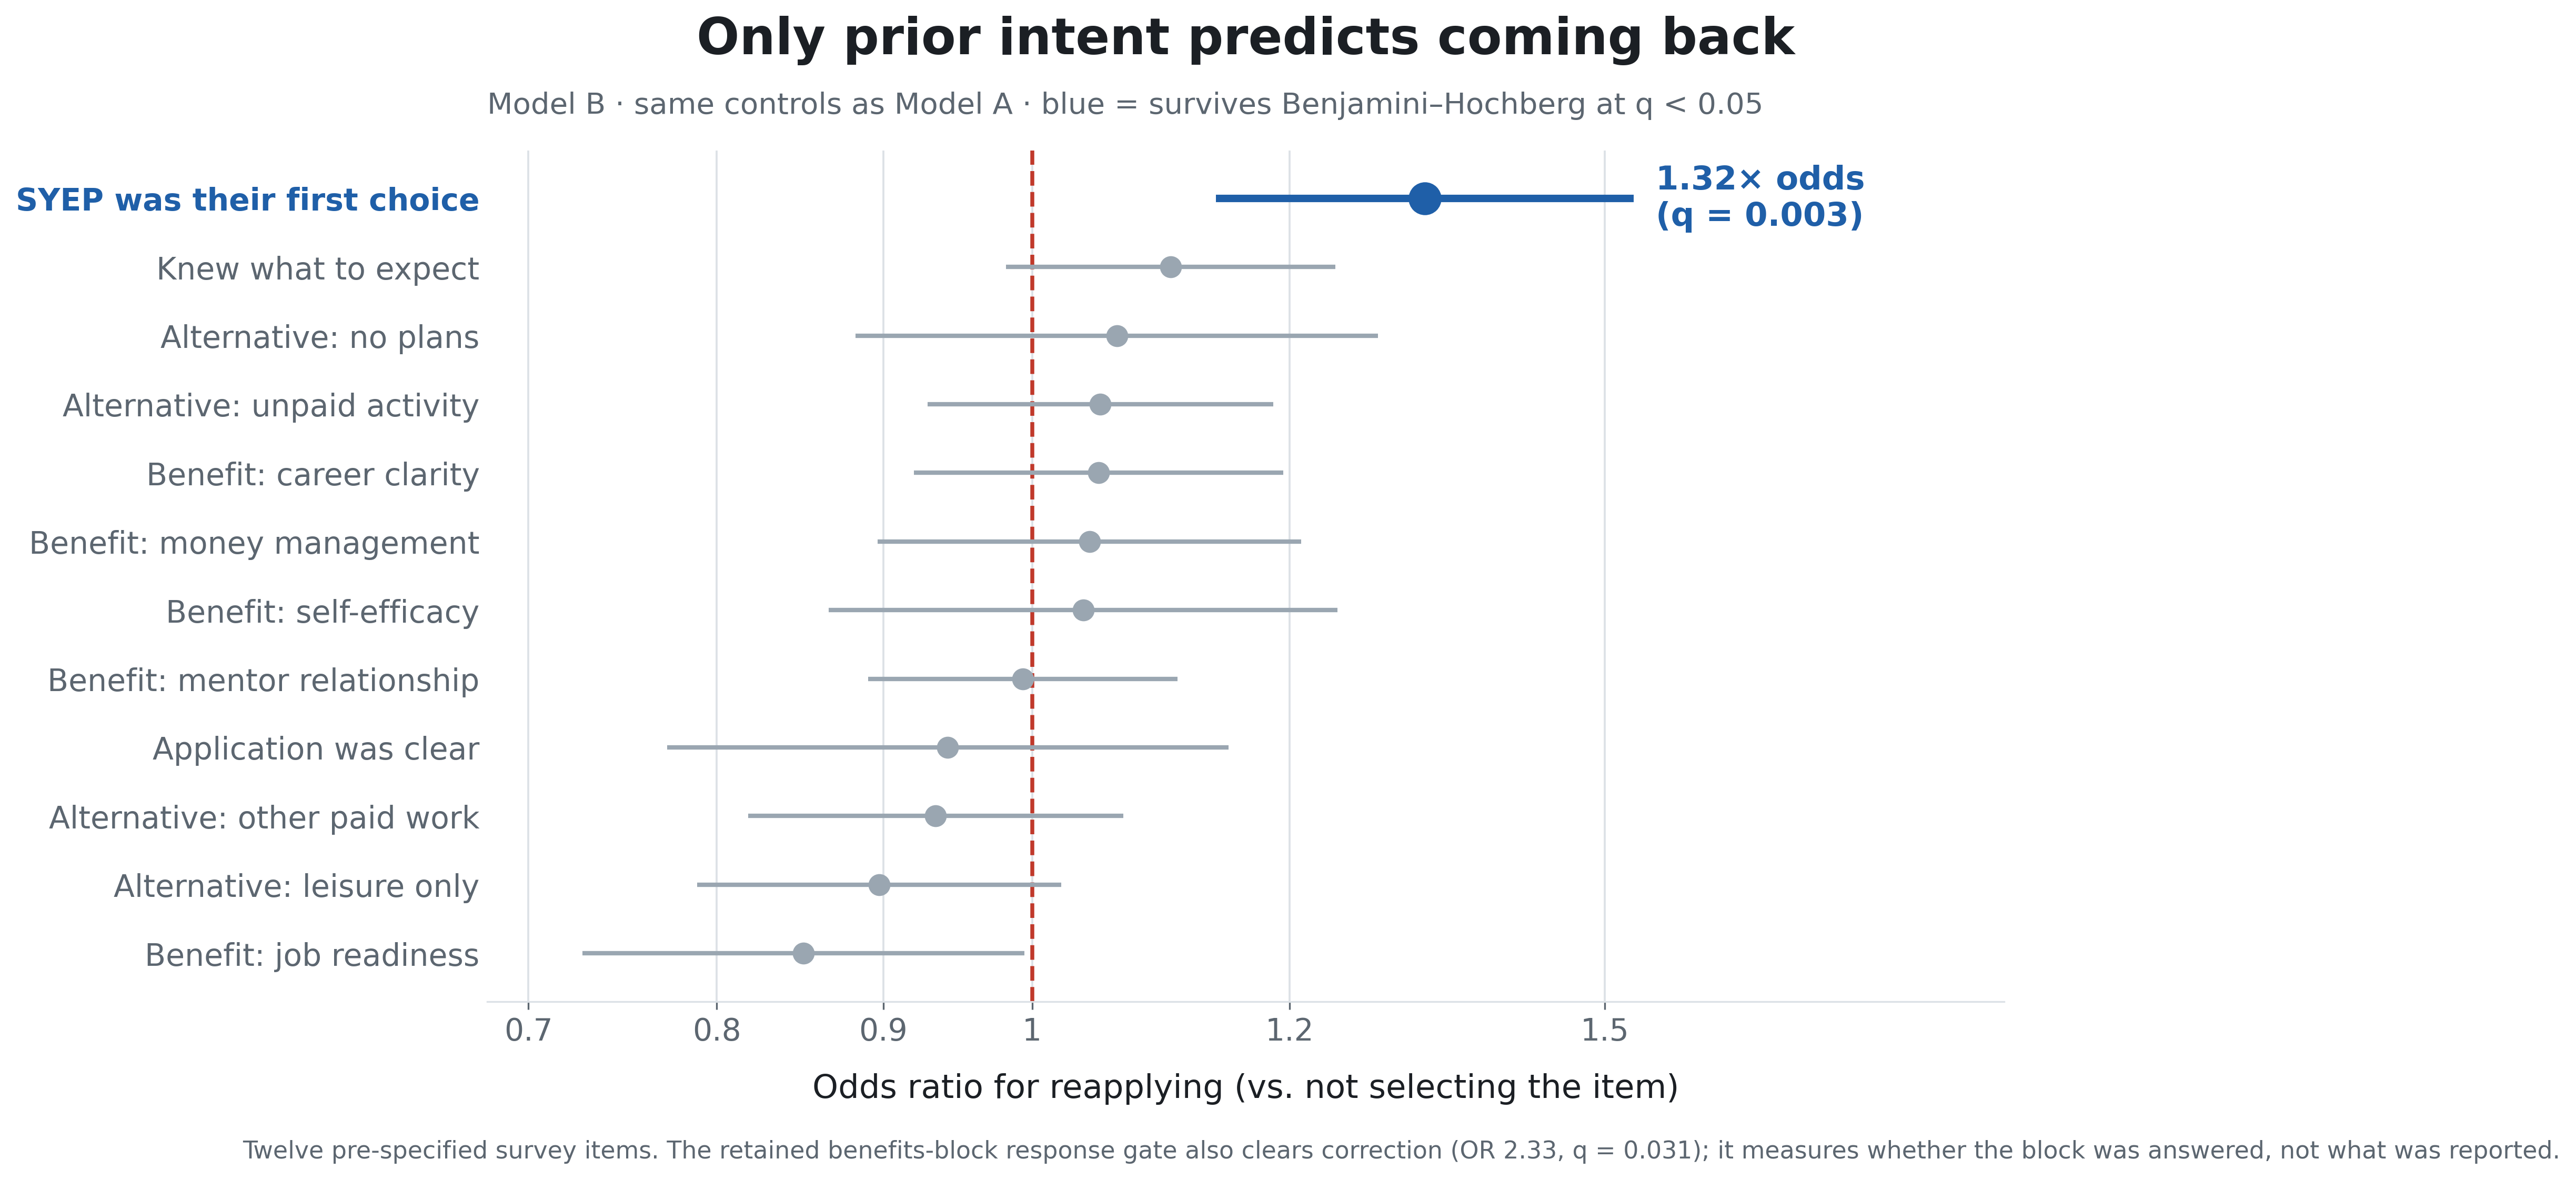 Only prior intent predicts coming back
Model B · same controls as Model A · blue = survives Benjamini–Hochberg at q < 0.05
SYEP was their first choice
1.32× odds
(q = 0.003)
Knew what to expect
Alternative: no plans
Alternative: unpaid activity
Benefit: career clarity
Benefit: money management
Benefit: self-efficacy
Benefit: mentor relationship
Application was clear
Alternative: other paid work
Alternative: leisure only
Benefit: job readiness
0.7 0.8 0.9 1 1.2 1.5
Odds ratio for reapplying (vs. not selecting the item)
Twelve pre-specified survey items. The retained benefits-block response gate also clears correction (OR 2.33, q = 0.031); it measures whether the block was answered, not what was reported.